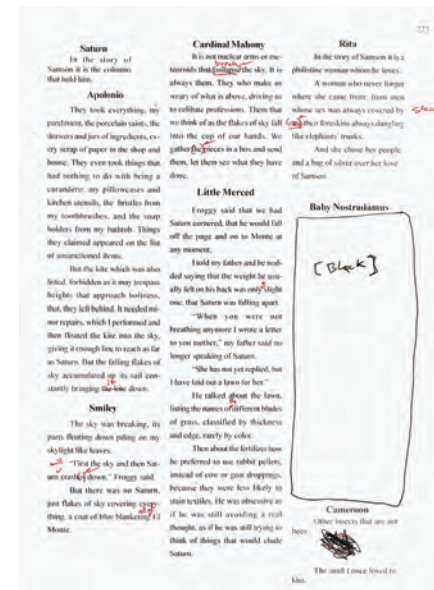 Saturn
In the story of
Samson it is the columns
that hold him.
Apolonio
They took everything, my
parchment, the porcelain saints, the
drawers and jars of ingredients, ev-
ery scrap of paper in the shop and
house. They even took things that
had nothing to do with being a
curandero: my pillowcases and
kitchen utensils, the bristles from
my toothbrushes, and the soap
holders from my bathtub. Things
they claimed appeared on the list
of unsanctioned items.
But the kite which was also
listed, forbidden as it may trespass
heights that approach holiness,
that, they left behind. It needed mi-
nor repairs, which I performed and
then floated the kite into the sky,
giving it enough line to reach as far
as Saturn. But the falling flakes of
sky accumulated on its sail con-
stantly bringing the kite down.
it
Smiley
The sky was breaking, its
parts floating down piling on my
skylight like leaves.
"First the sky and then Sat-
urn crashes down," Froggy said.
But there was no Saturn,
just flakes of sky covering every-
thing, a coat of blue blanketing El
Monte.
Cardinal Mahony
It is not nuclear arms or me-
teoroids that collapse the sky. It is
always them. They who make us
weary of what is above, driving us
to celibate professions. Them that
we think of as the flakes of sky fall
into the cup of our hands. We
gather the pieces in a box and send
them, let them see what they have
done.
Little Merced
Froggy said that we had
Saturn cornered, that he would fall
off the page and on to Monte at
any moment.
I told my father and he nod-
ded saying that the weight he usu-
ally felt on his back was only slight
one, that Saturn was falling apart.
"When you were not
breathing anymore I wrote a letter
to you mother," my father said no
longer speaking of Saturn.
"She has not yet replied, but
I have laid out a lawn for her."
He talked about the lawn,
listing the names of different blades
of grass, classified by thickness
and edge, rarely by color.
Then about the fertilizer how
he preferred to use rabbit pellets,
instead of cow or goat droppings,
because they were less likely to
stain textiles. He was obsessive as
if he was still avoiding a real
thought, as if he was still trying to
think of things that would elude
Saturn.
Rita
In the story of Samson it is a
philistine woman whom he loves.
A woman who never forgot
where she came from: from men
whose sex was always covered by
their foreskins always dangling
like elephants' trunks.
And she chose her people
and a bag of silver over her love
of Samson.
Baby Nostradamus
[Black]
Cameroon
Other insects that are not
bees:
The small I once loved to
kiss.